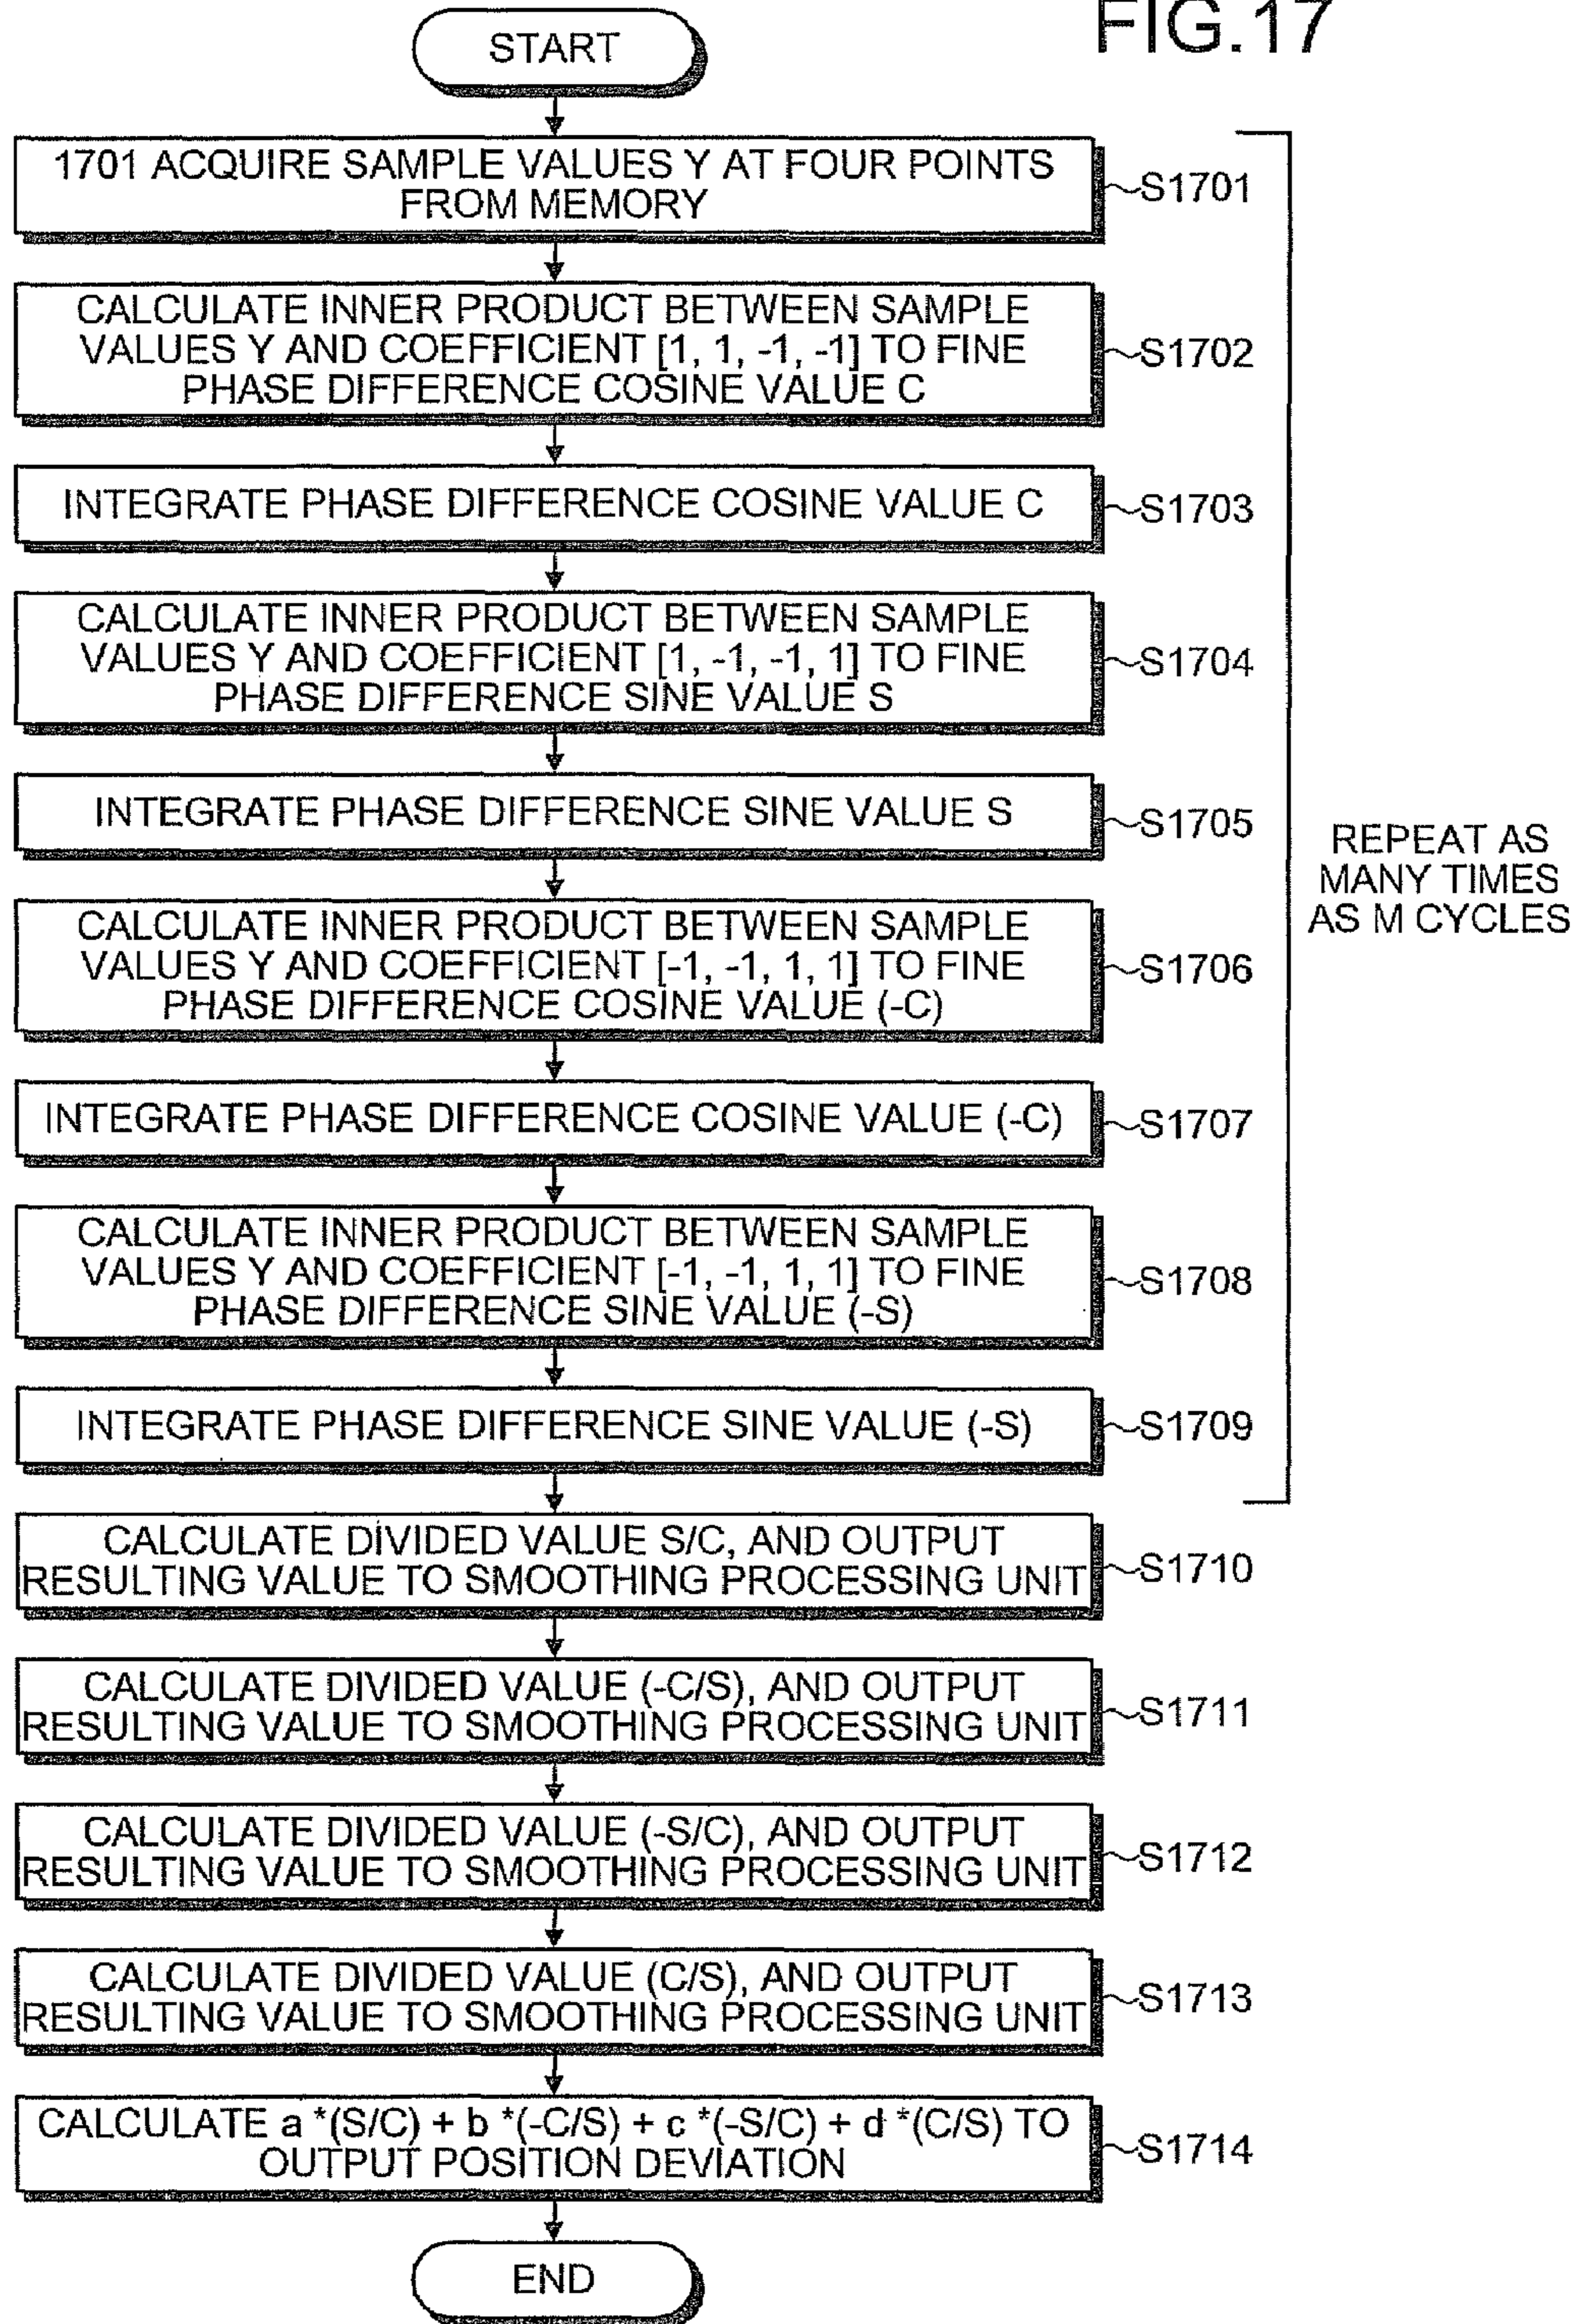 FIG.17
START
1701 ACQUIRE SAMPLE VALUES Y AT FOUR POINTS
FROM MEMORY
S1701
CALCULATE INNER PRODUCT BETWEEN SAMPLE
VALUES Y AND COEFFICIENT [1, 1, -1, -1] TO FINE
PHASE DIFFERENCE COSINE VALUE C
S1702
INTEGRATE PHASE DIFFERENCE COSINE VALUE C
S1703
CALCULATE INNER PRODUCT BETWEEN SAMPLE
VALUES Y AND COEFFICIENT [1, -1, -1, 1] TO FINE
PHASE DIFFERENCE SINE VALUE S
S1704
INTEGRATE PHASE DIFFERENCE SINE VALUE S
S1705
REPEAT AS
MANY TIMES
AS M CYCLES
CALCULATE INNER PRODUCT BETWEEN SAMPLE
VALUES Y AND COEFFICIENT [-1, -1, 1, 1] TO FINE
PHASE DIFFERENCE COSINE VALUE (-C)
S1706
INTEGRATE PHASE DIFFERENCE COSINE VALUE (-C)
S1707
CALCULATE INNER PRODUCT BETWEEN SAMPLE
VALUES Y AND COEFFICIENT [-1, -1, 1, 1] TO FINE
PHASE DIFFERENCE SINE VALUE (-S)
S1708
INTEGRATE PHASE DIFFERENCE SINE VALUE (-S)
S1709
CALCULATE DIVIDED VALUE S/C, AND OUTPUT
RESULTING VALUE TO SMOOTHING PROCESSING UNIT
S1710
CALCULATE DIVIDED VALUE (-C/S), AND OUTPUT
RESULTING VALUE TO SMOOTHING PROCESSING UNIT
S1711
CALCULATE DIVIDED VALUE (-S/C), AND OUTPUT
RESULTING VALUE TO SMOOTHING PROCESSING UNIT
S1712
CALCULATE DIVIDED VALUE (C/S), AND OUTPUT
RESULTING VALUE TO SMOOTHING PROCESSING UNIT
S1713
CALCULATE a *(S/C) + b *(-C/S) + c *(-S/C) + d *(C/S) TO
OUTPUT POSITION DEVIATION
S1714
END